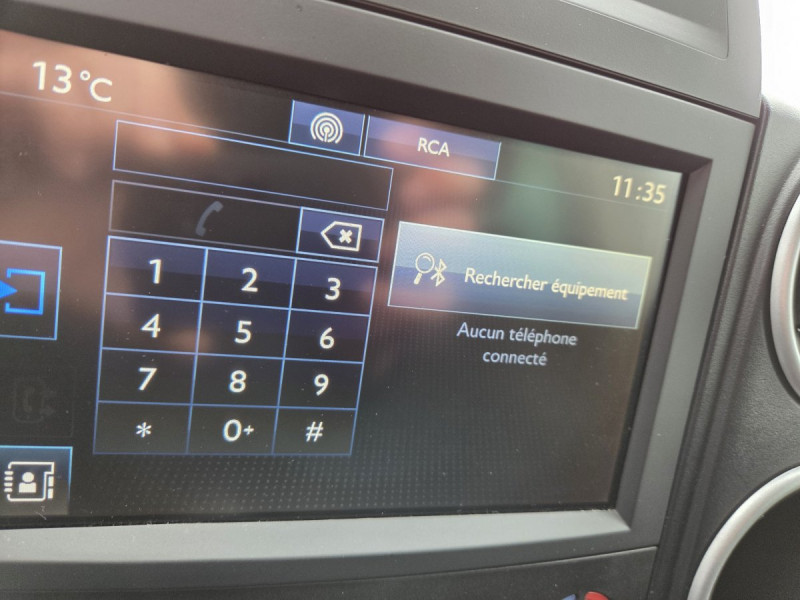 13°C
RCA
11:35
Rechercher équipement
Aucun téléphone
connecté
1 2 3
4 5 6
7 8 9
* 0+ #